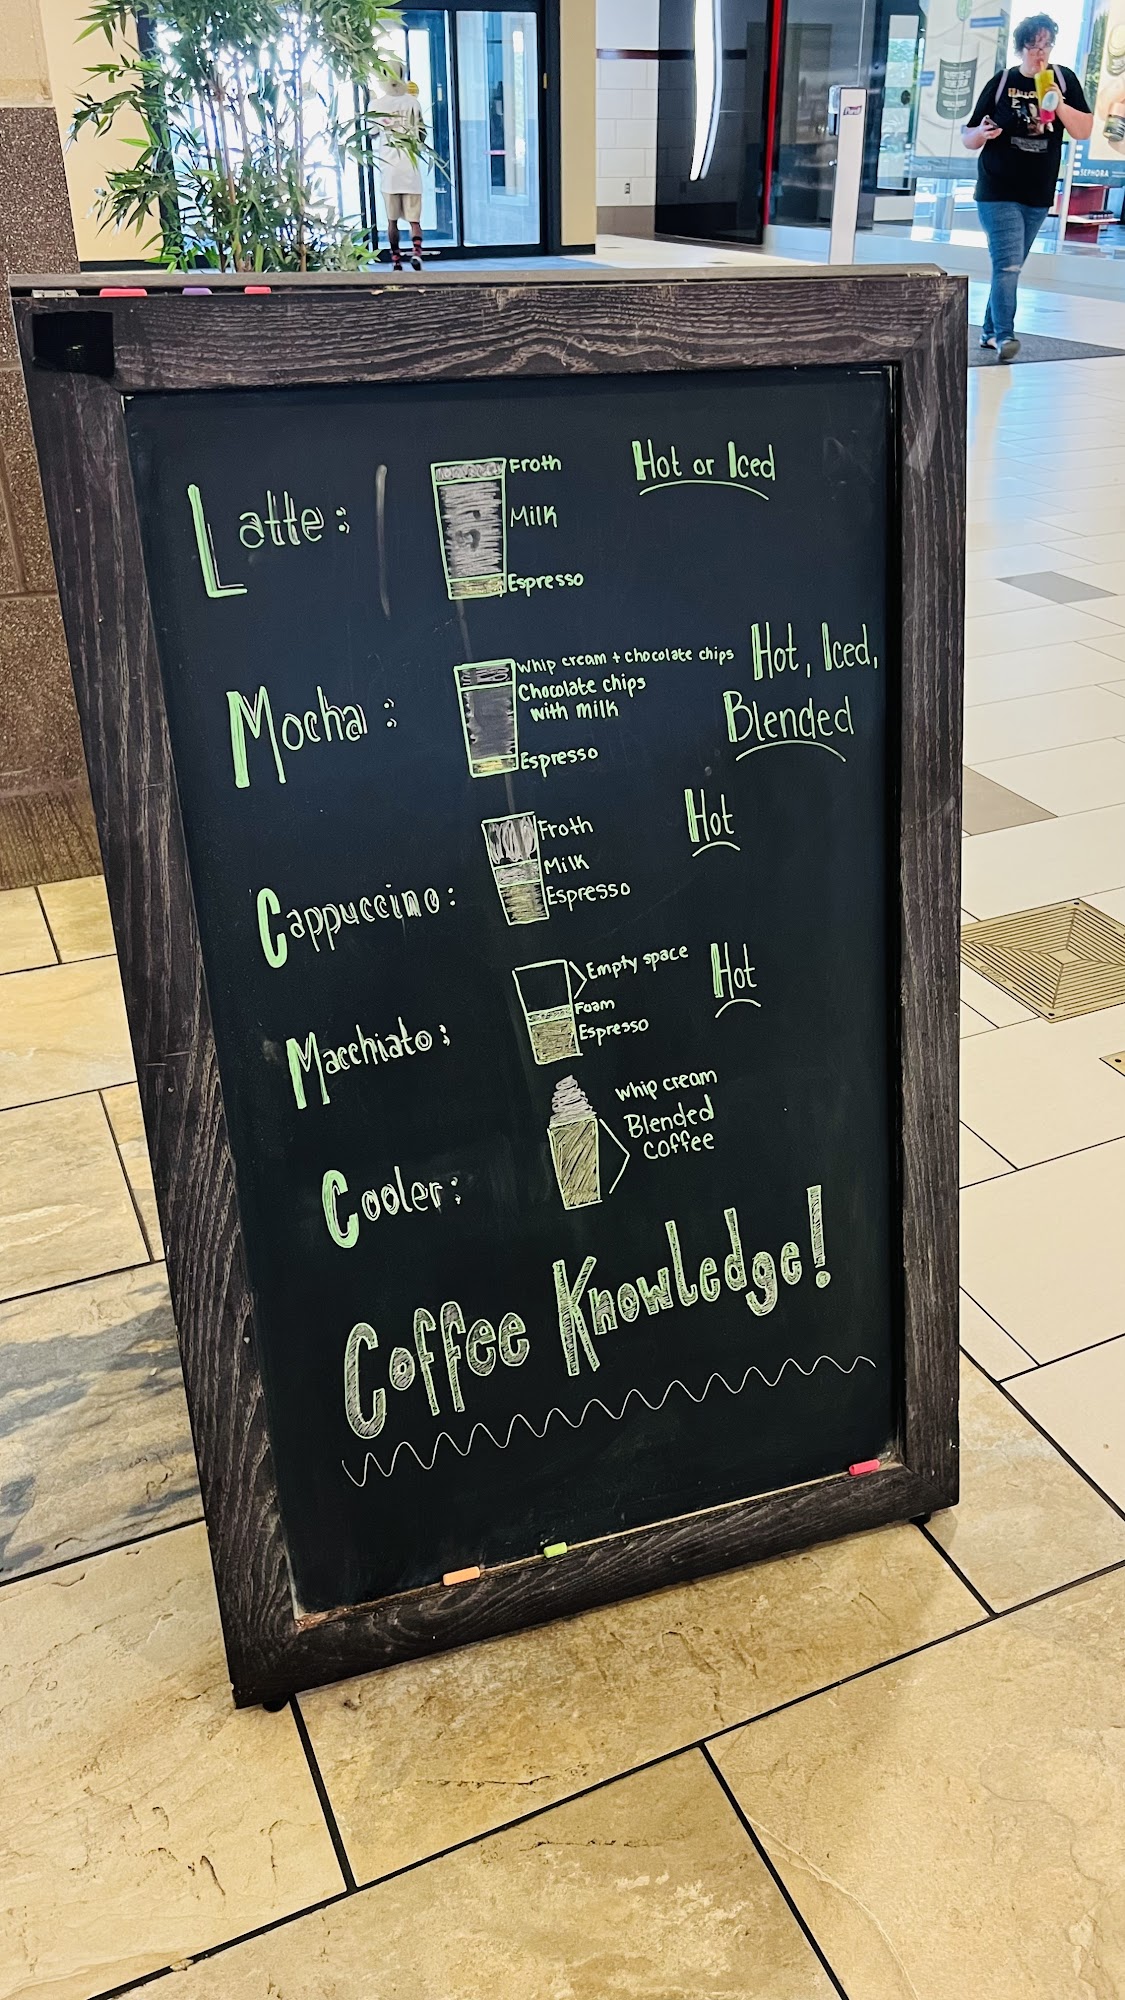 Latte:
Froth
Milk
Espresso
Hot or Iced
Mocha:
Whip cream + chocolate chips
Chocolate chips
with milk
Espresso
Hot, Iced,
Blended
Cappuccino:
Froth
Milk
Espresso
Hot
Macchiato:
Empty space
Foam
Espresso
Hot
Cooler:
Whip cream
Blended
coffee
Coffee Knowledge!
SEPHORA